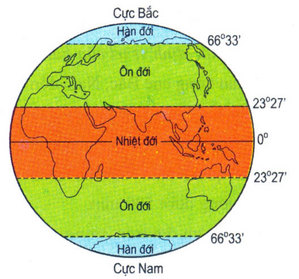 Cực Bắc
Hàn đới
66°33'
Ôn đới
23°27'
Nhiệt đới
0°
23°27'
Ôn đới
66°33'
Hàn đới
Cực Nam